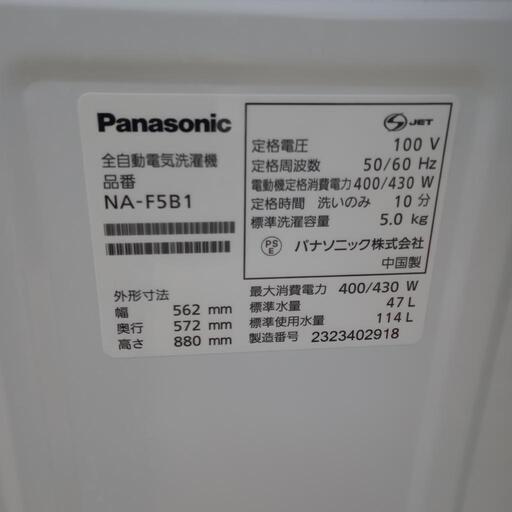 Panasonic
全自動電気洗濯機
品番
NA-F5B1
外形寸法
幅 562 mm
奥行 572 mm
高さ 880 mm
S JET
定格電圧 100 V
定格周波数 50/60 Hz
電動機定格消費電力 400/430 W
定格時間 洗いのみ 10 分
標準洗濯容量 5.0 kg
PS E パナソニック株式会社
中国製
最大消費電力 400/430 W
標準水量 47 L
標準使用水量 114 L
製造番号 2323402918